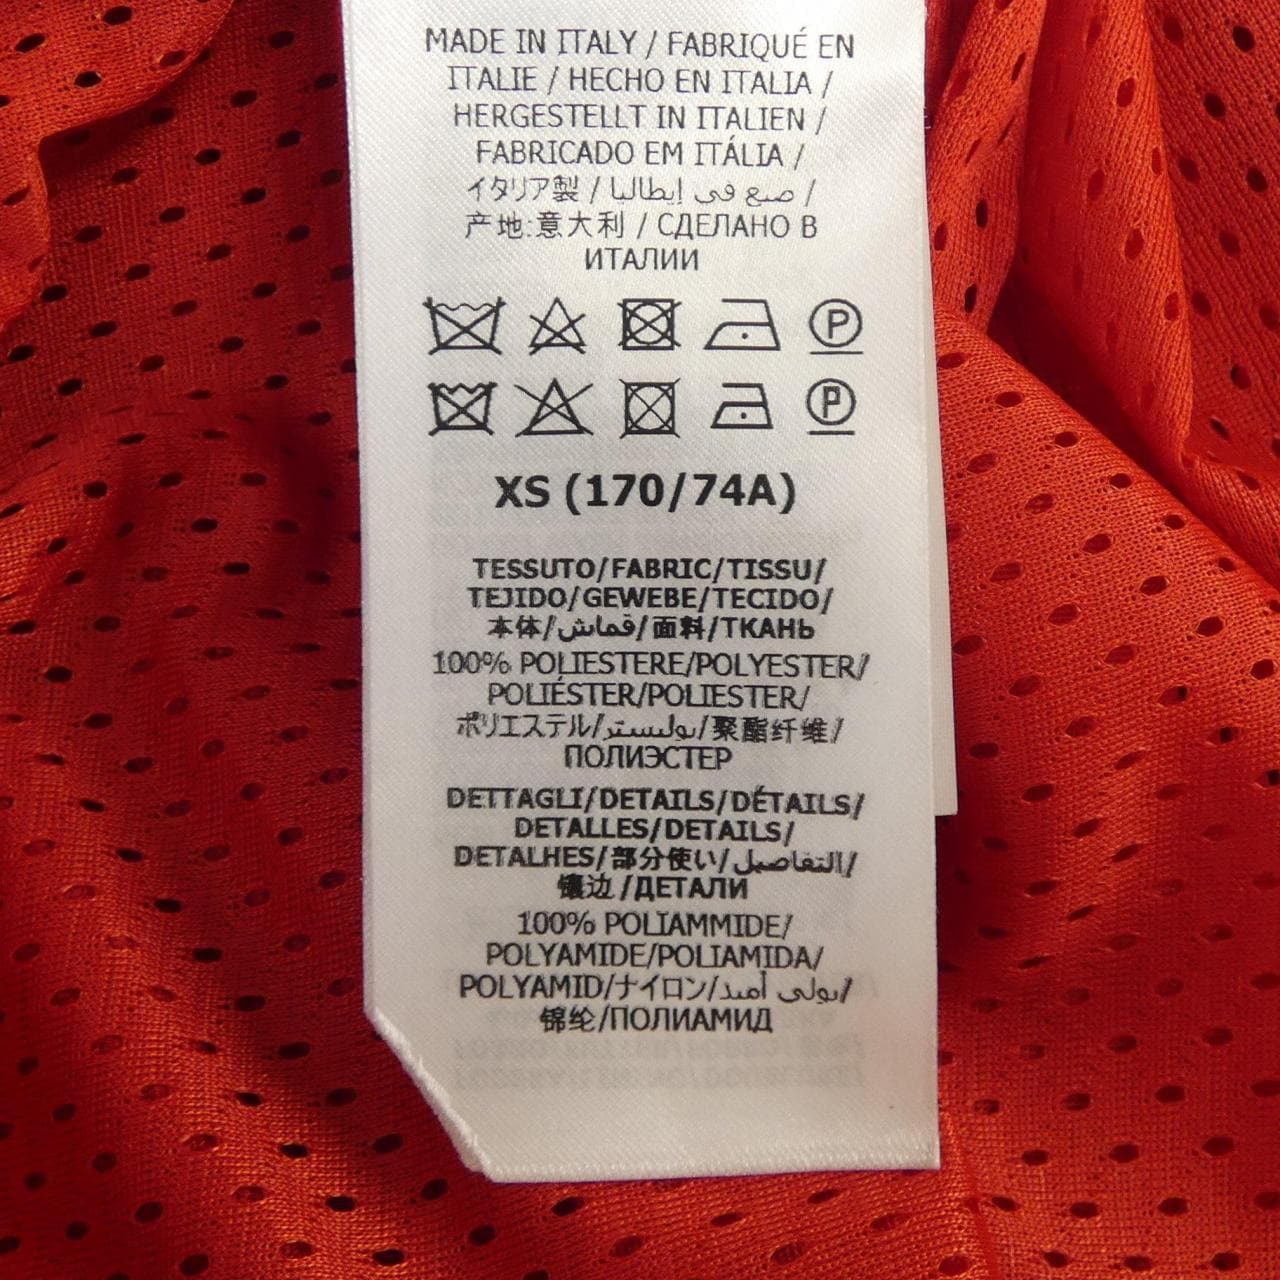 MADE IN ITALY / FABRIQUÉ EN
ITALIE / HECHO EN ITALIA /
HERGESTELLT IN ITALIEN /
FABRICADO EM ITÁLIA /
イタリア製 / صنع في إيطاليا /
产地:意大利 / СДЕЛАНО В
ИТАЛИИ
P
P
XS (170/74A)
TESSUTO/FABRIC/TISSU/
TEJIDO/GEWEBE/TECIDO/
本体/قماش/面料/ТКАНЬ
100% POLIESTERE/POLYESTER/
POLIÉSTER/POLIESTER/
ポリエステル/بوليستر/聚酯纤维/
ПОЛИЭСТЕР
DETTAGLI/DETAILS/DÉTAILS/
DETALLES/DETAILS/
DETALHES/部分使い/التفاصيل/
镶边/ДЕТАЛИ
100% POLIAMMIDE/
POLYAMIDE/POLIAMIDA/
POLYAMID/ナイロン/بولي أميد/
锦纶/ПОЛИАМИД